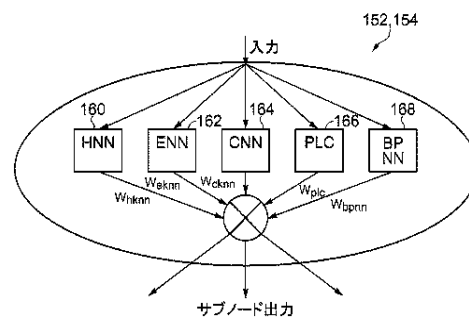 152,154
入力
160
162
164
166
168
HNN
ENN
CNN
PLC
BP
NN
Whknn
Weknn
Wcknn
Wplc
Wbpnn
サブノード出力